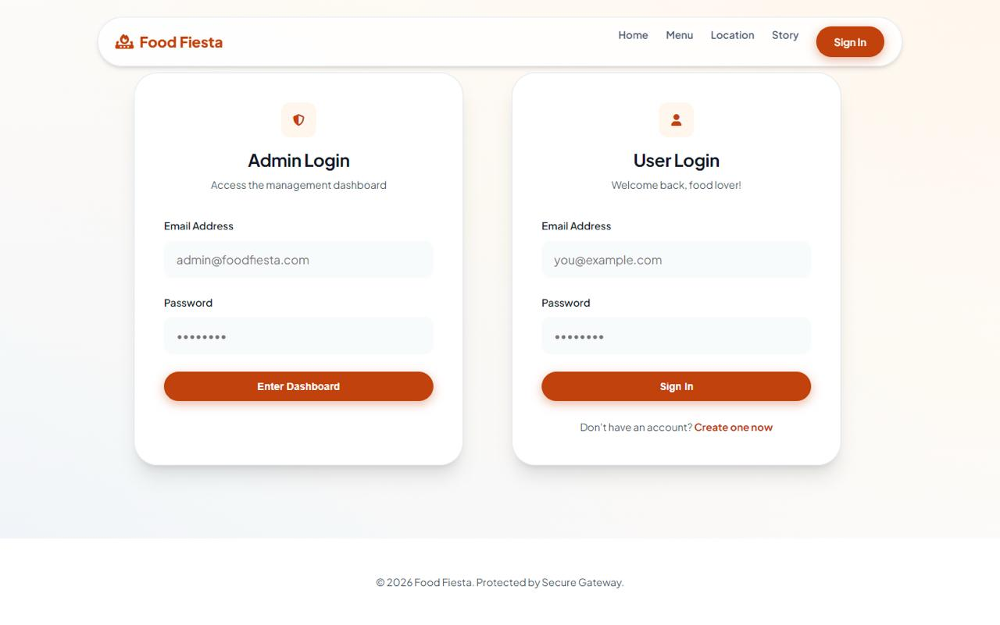 Food Fiesta
Home
Menu
Location
Story
Sign In
Admin Login
Access the management dashboard
Email Address
admin@foodfiesta.com
Password
••••••••
Enter Dashboard
User Login
Welcome back, food lover!
Email Address
you@example.com
Password
••••••••
Sign In
Don't have an account? Create one now
© 2026 Food Fiesta. Protected by Secure Gateway.